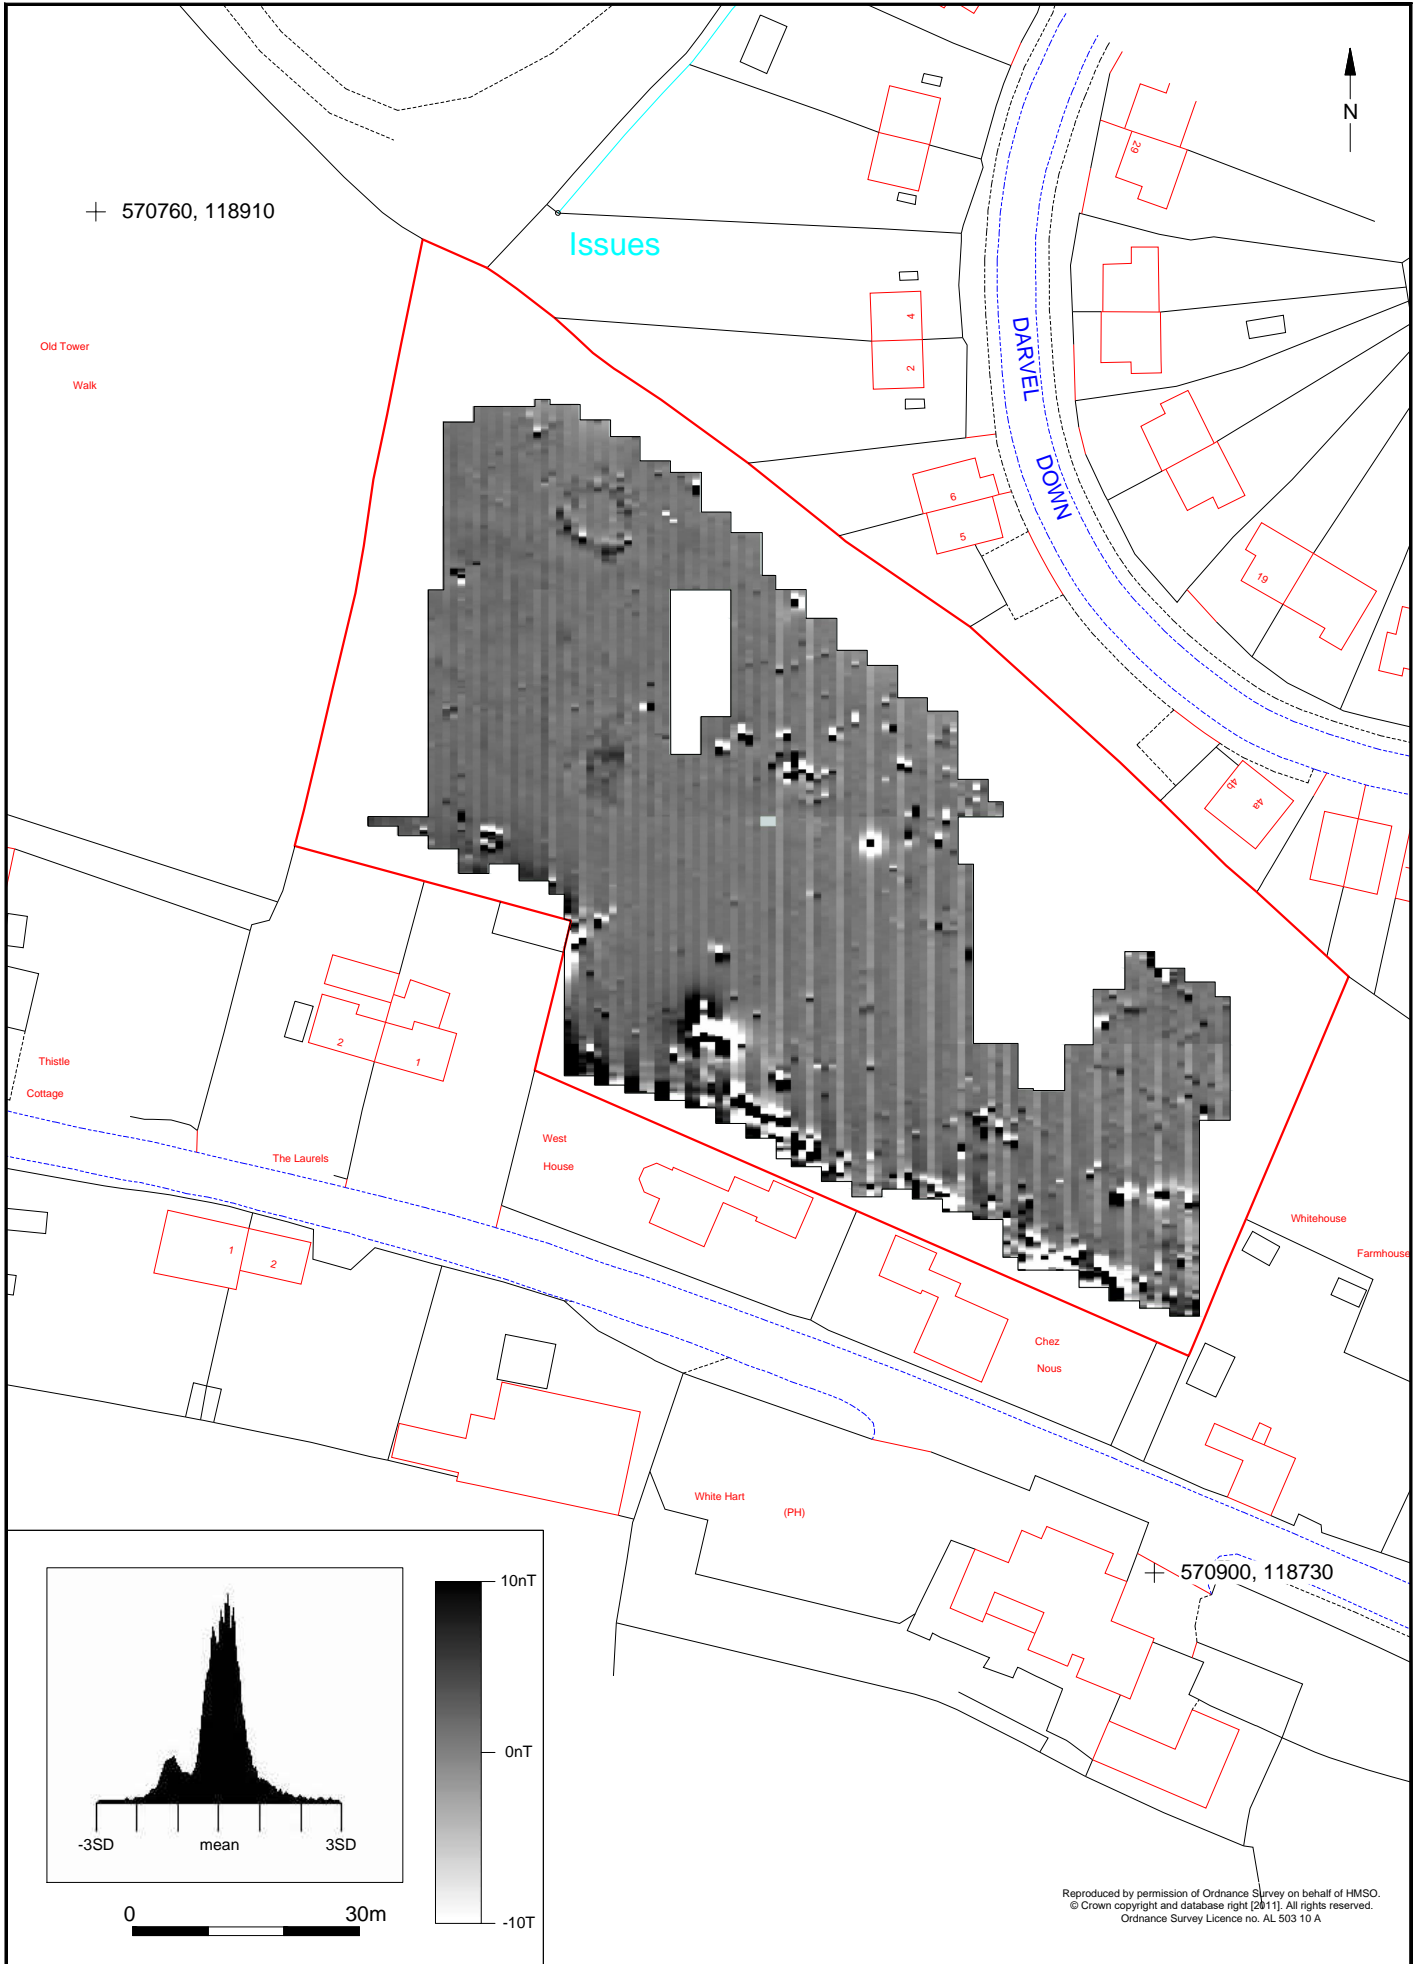 29
N
570760, 118910
Issues
4
2
DARVEL
DOWN
Old Tower
Walk
6
5
19
4b
4a
2
1
Thistle
Cottage
The Laurels
West
House
Whitehouse
Farmhouse
1
2
Chez
Nous
White Hart
(PH)
570900, 118730
10nT
0nT
-10T
-3SD
mean
3SD
0
30m
Reproduced by permission of Ordnance Survey on behalf of HMSO.
© Crown copyright and database right [2011]. All rights reserved.
Ordnance Survey Licence no. AL 503 10 A